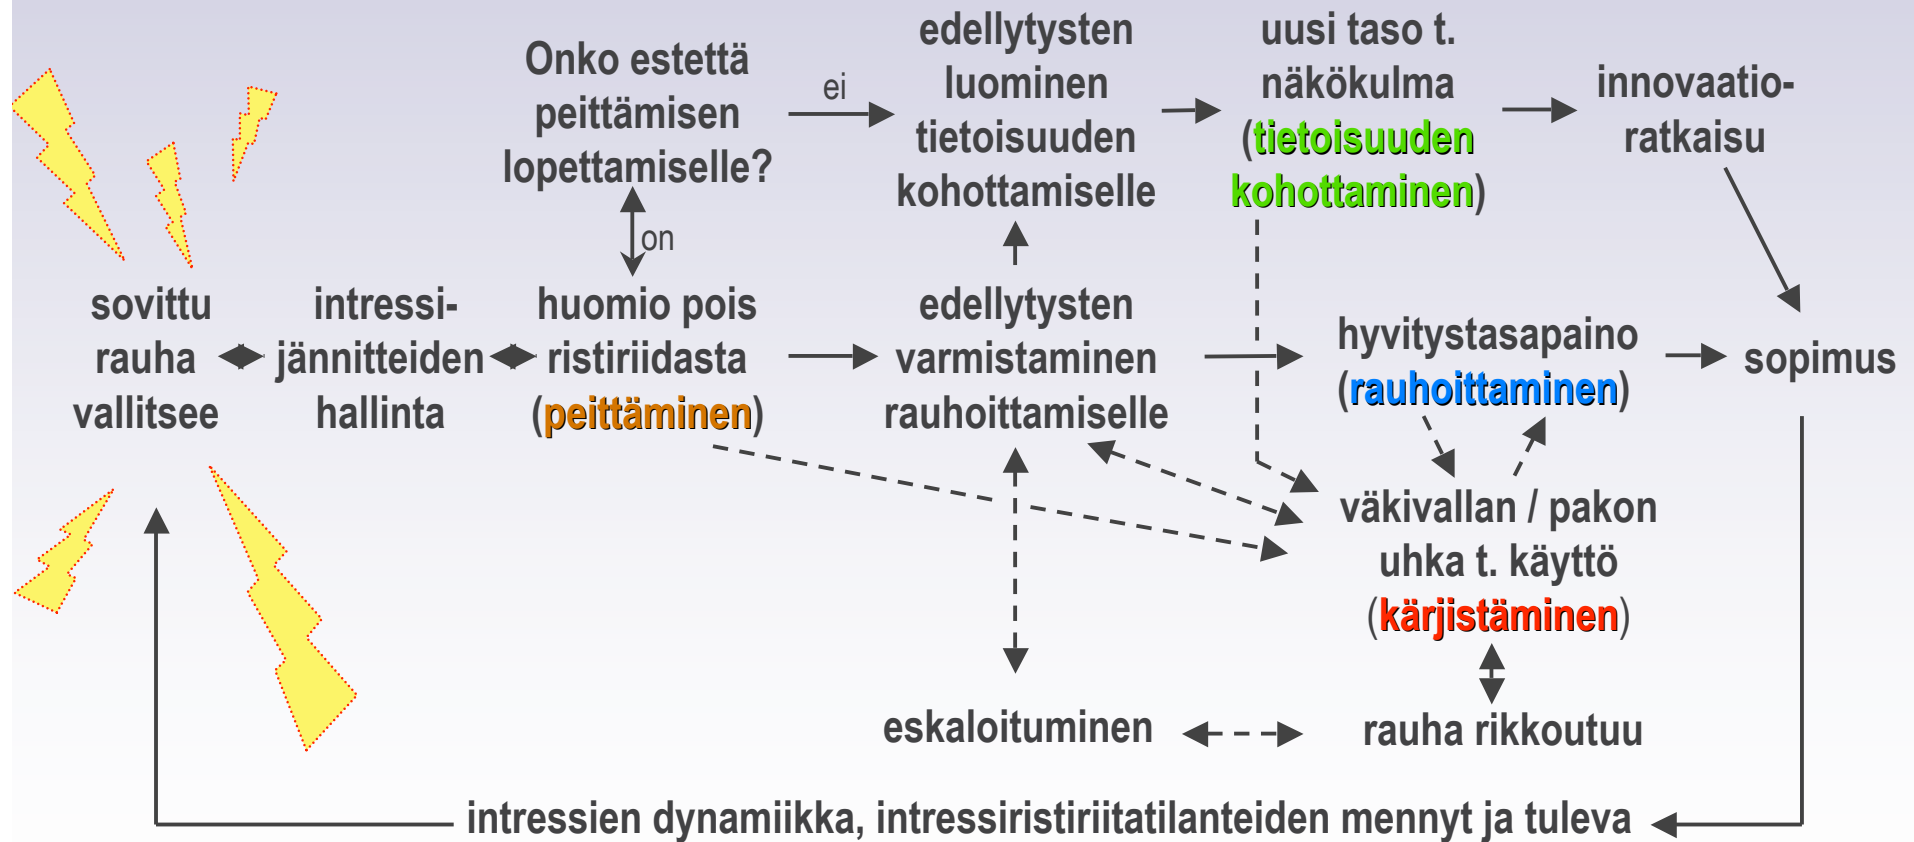 Onko estettä
peittämisen
lopettamiselle?
ei
edellytysten
luominen
tietoisuuden
kohottamiselle
uusi taso t.
näkökulma
(tietoisuuden
kohottaminen)
innovaatio-
ratkaisu
on
sovittu
rauha
vallitsee
intressi-
jännitteiden
hallinta
huomio pois
ristiriidasta
(peittäminen)
edellytysten
varmistaminen
rauhoittamiselle
hyvitystasapaino
(rauhoittaminen)
sopimus
väkivallan / pakon
uhka t. käyttö
(kärjistäminen)
eskaloituminen
rauha rikkoutuu
intressien dynamiikka, intressiristiriitatilanteiden mennyt ja tuleva